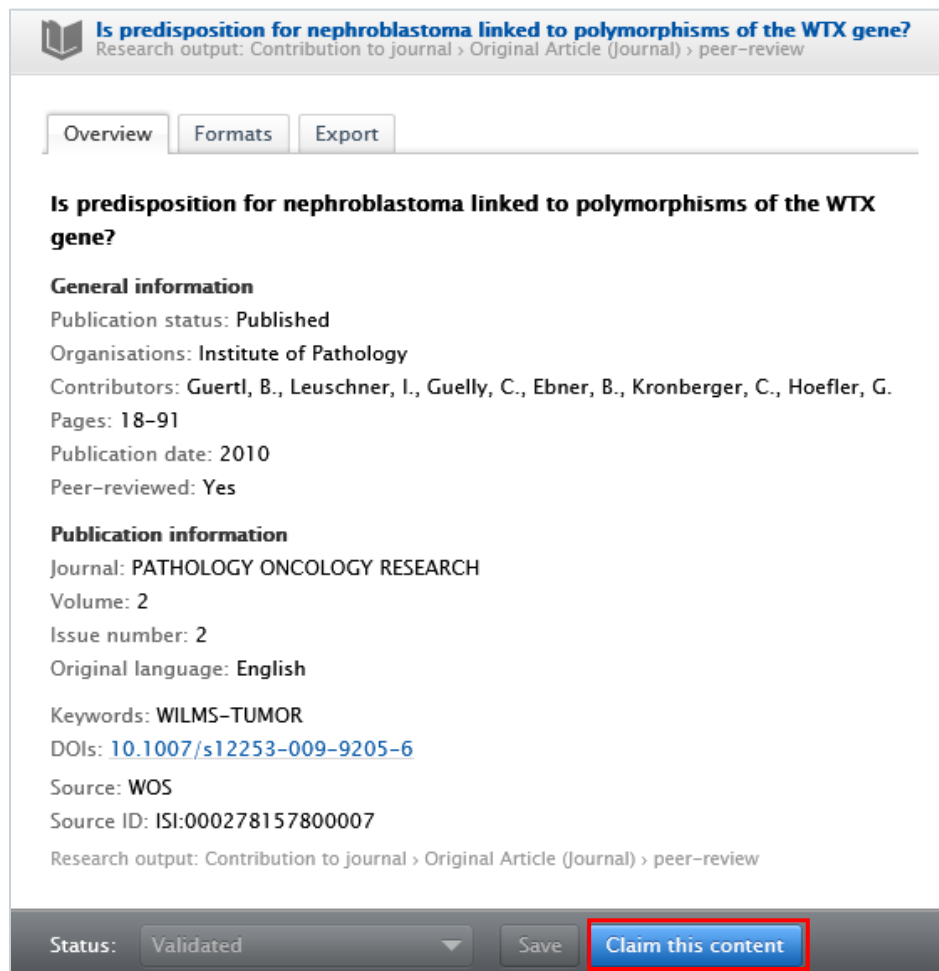 Is predisposition for nephroblastoma linked to polymorphisms of the WTX gene?
Research output: Contribution to journal › Original Article (Journal) › peer-review
Overview Formats Export
Is predisposition for nephroblastoma linked to polymorphisms of the WTX
gene?
General information
Publication status: Published
Organisations: Institute of Pathology
Contributors: Guertl, B., Leuschner, I., Guelly, C., Ebner, B., Kronberger, C., Hoefler, G.
Pages: 18-91
Publication date: 2010
Peer-reviewed: Yes
Publication information
Journal: PATHOLOGY ONCOLOGY RESEARCH
Volume: 2
Issue number: 2
Original language: English
Keywords: WILMS-TUMOR
DOIs: 10.1007/s12253-009-9205-6
Source: WOS
Source ID: ISI:000278157800007
Research output: Contribution to journal › Original Article (Journal) › peer-review
Status: Validated Save Claim this content